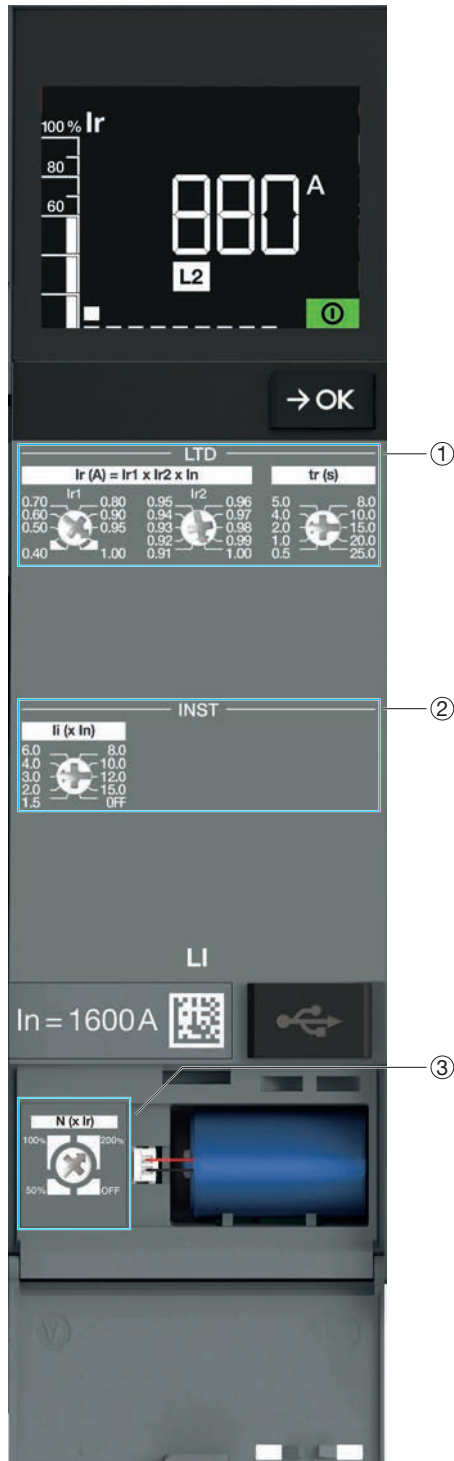 100 % Ir
80
60
880 A
L2
→ OK
①
LTD
Ir (A) = Ir1 x Ir2 x In
tr (s)
Ir1
Ir2
0.70 0.80 0.95 0.96 5.0 8.0
0.60 0.90 0.94 0.97 4.0 10.0
0.50 0.95 0.93 0.98 2.0 15.0
0.92 0.99 1.0 20.0
0.40 1.00 0.91 1.00 0.5 25.0
②
INST
Ii (x In)
6.0 8.0
4.0 10.0
3.0 12.0
2.0 15.0
1.5 OFF
LI
In = 1600 A
③
N (x Ir)
100% 200%
50% OFF